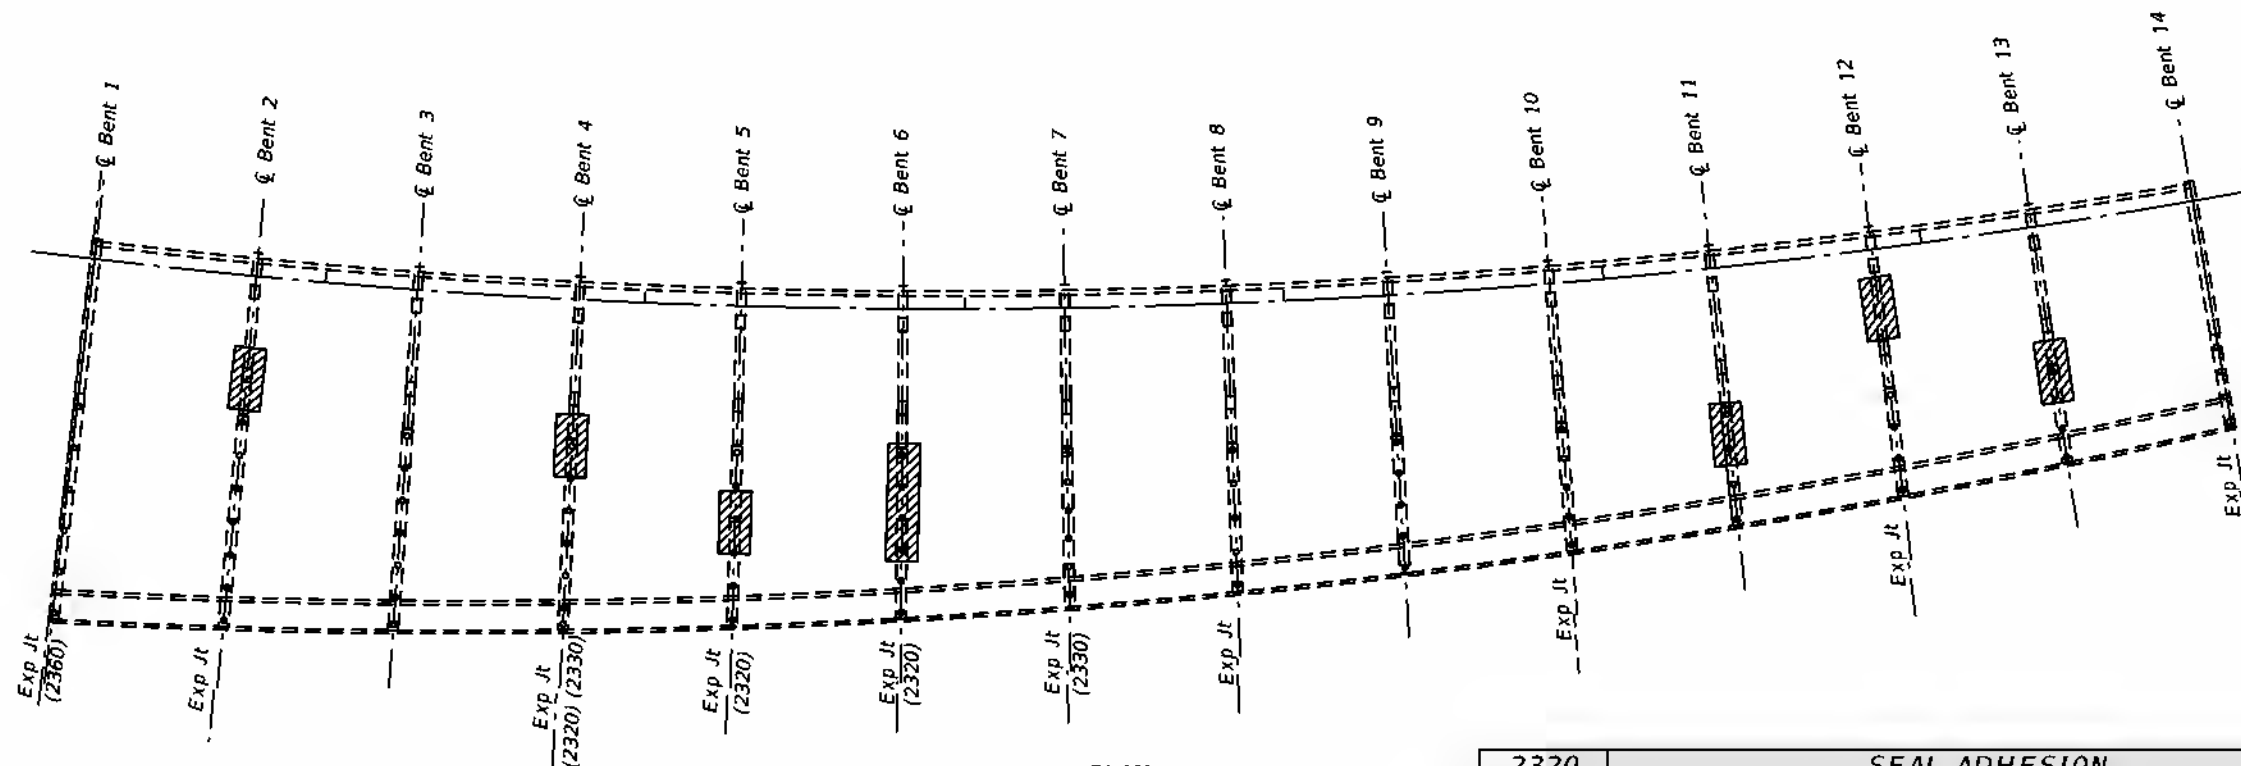 ℄ Bent 1
℄ Bent 2
℄ Bent 3
℄ Bent 4
℄ Bent 5
℄ Bent 6
℄ Bent 7
℄ Bent 8
℄ Bent 9
℄ Bent 10
℄ Bent 11
℄ Bent 12
℄ Bent 13
℄ Bent 14
Exp Jt
(2360)
Exp Jt
Exp Jt
(2320) (2330)
Exp Jt
(2320)
Exp Jt
(2320)
Exp Jt
(2330)
Exp Jt
Exp Jt
Exp Jt
Exp Jt
2320 SEAL ADHESION